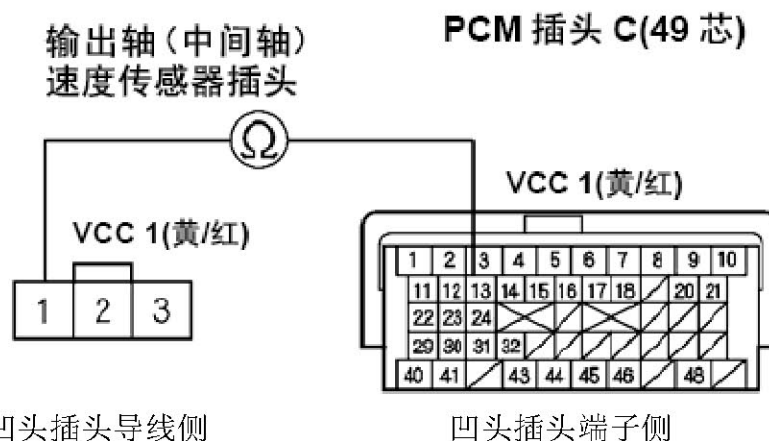 输出轴（中间轴）
速度传感器插头
PCM 插头 C(49 芯)
Ω
VCC 1(黄/红)
VCC 1(黄/红)
1 2 3
1 2 3 4 5 6 7 8 9 10
11 12 13 14 15 16 17 18 20 21
22 23 24
29 30 31 32
40 41 43 44 45 46 48
凹头插头导线侧
凹头插头端子侧